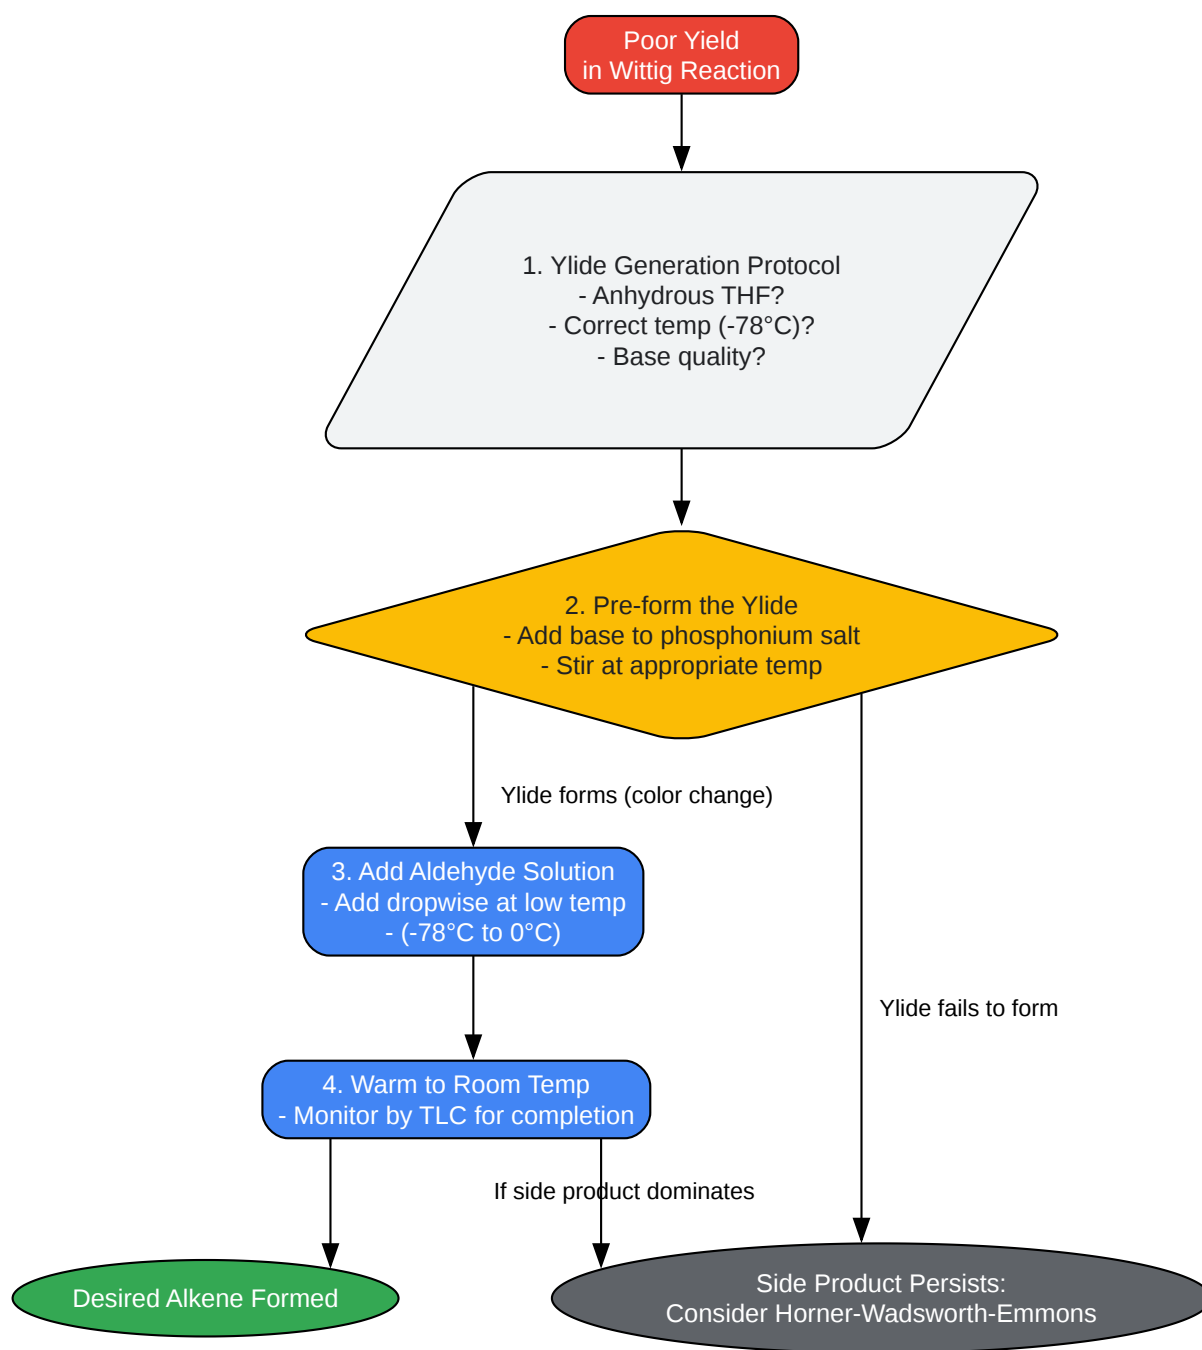 Poor Yield
in Wittig Reaction
1. Ylide Generation Protocol
- Anhydrous THF?
- Correct temp (-78°C)?
- Base quality?
2. Pre-form the Ylide
- Add base to phosphonium salt
- Stir at appropriate temp
Ylide forms (color change)
3. Add Aldehyde Solution
- Add dropwise at low temp
- (-78°C to 0°C)
Ylide fails to form
4. Warm to Room Temp
- Monitor by TLC for completion
If side product dominates
Desired Alkene Formed
Side Product Persists:
Consider Horner-Wadsworth-Emmons